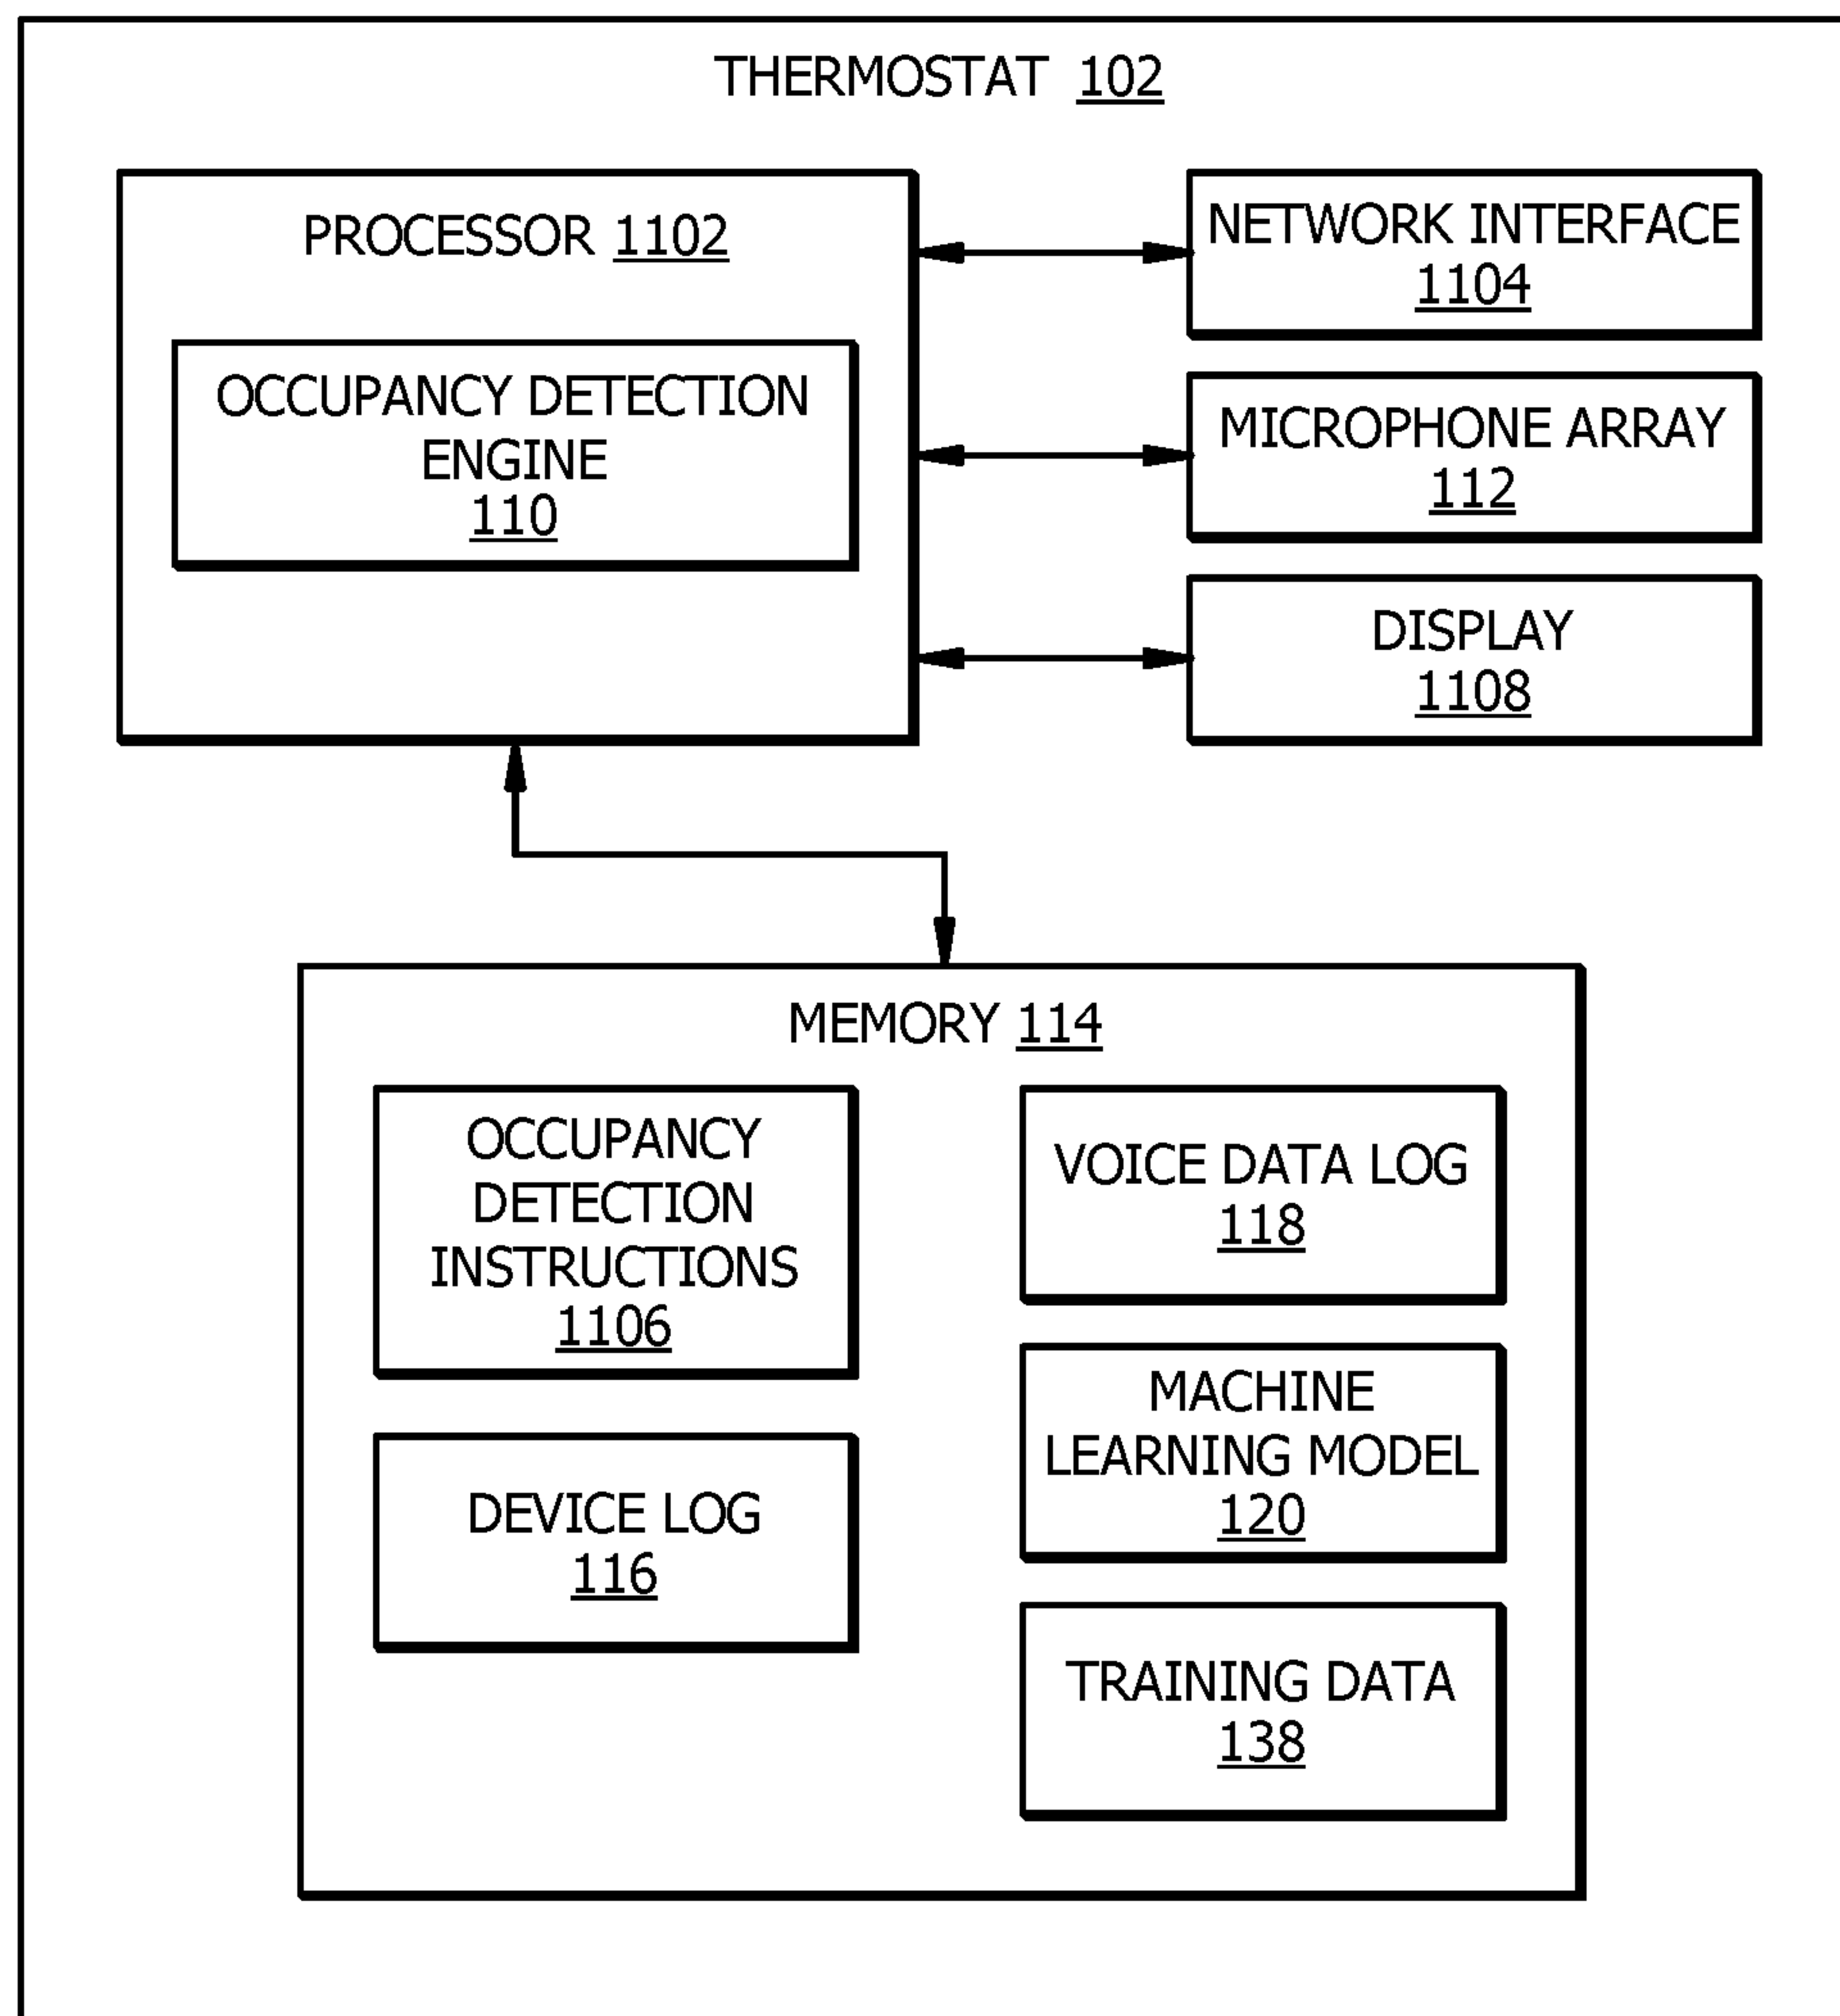 THERMOSTAT 102
PROCESSOR 1102
OCCUPANCY DETECTION
ENGINE
110
NETWORK INTERFACE
1104
MICROPHONE ARRAY
112
DISPLAY
1108
MEMORY 114
OCCUPANCY
DETECTION
INSTRUCTIONS
1106
DEVICE LOG
116
VOICE DATA LOG
118
MACHINE
LEARNING MODEL
120
TRAINING DATA
138